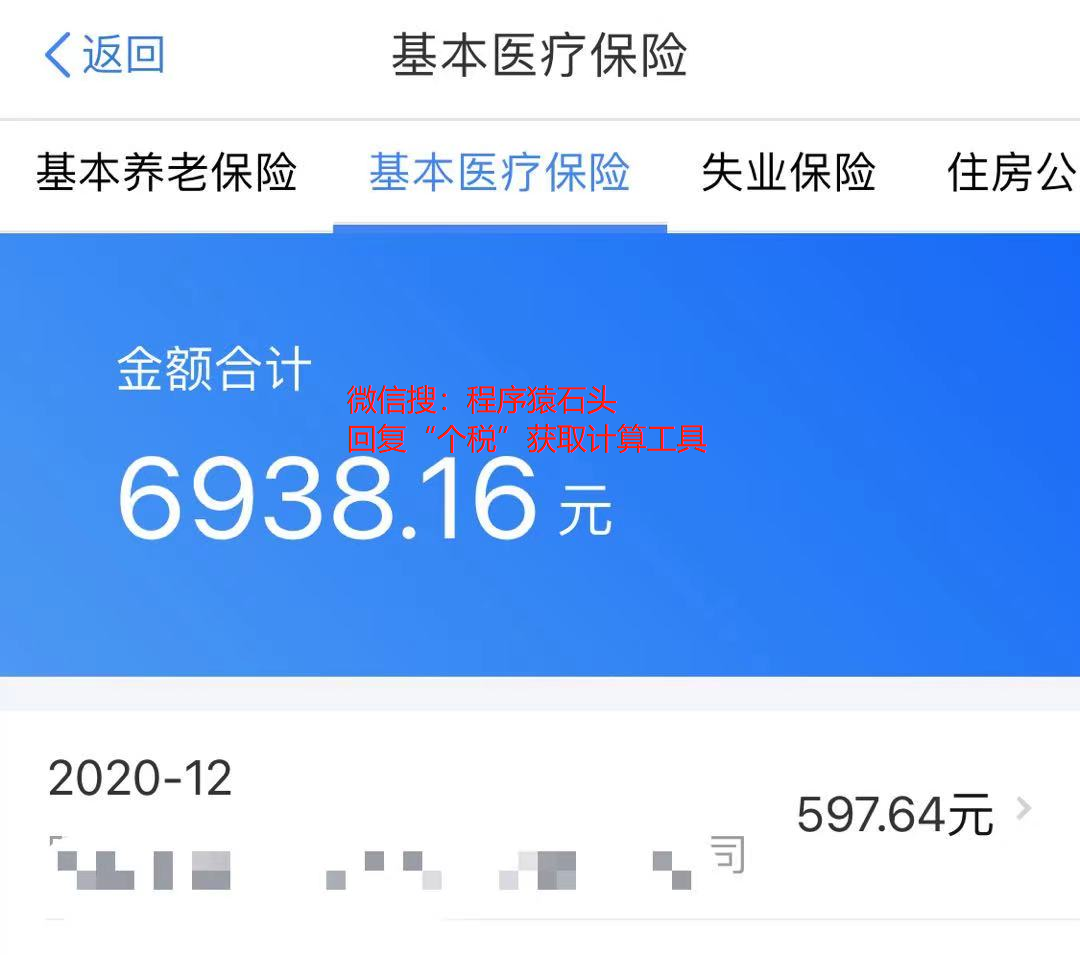 返回 基本医疗保险
基本养老保险 基本医疗保险 失业保险 住房公
金额合计
微信搜：程序猿石头
回复“个税”获取计算工具
6938.16 元
2020-12
597.64元
司